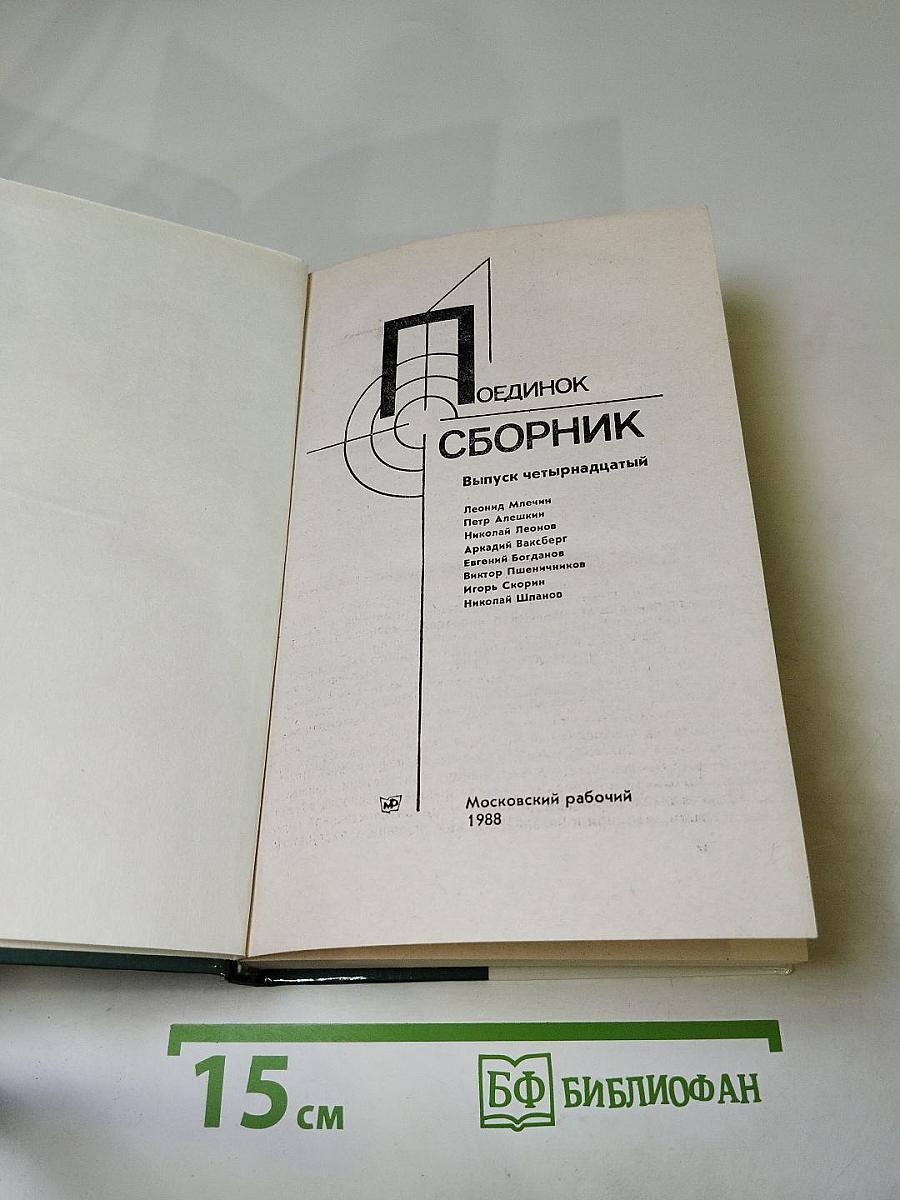 ПОЕДИНОК
СБОРНИК
Выпуск четырнадцатый
Леонид Млечин
Петр Алешкин
Николай Леонов
Аркадий Ваксберг
Евгений Богданов
Виктор Пшеничников
Игорь Скорин
Николай Шпанов
МР
Московский рабочий
1988
15 см
БФ БИБЛИОФАН